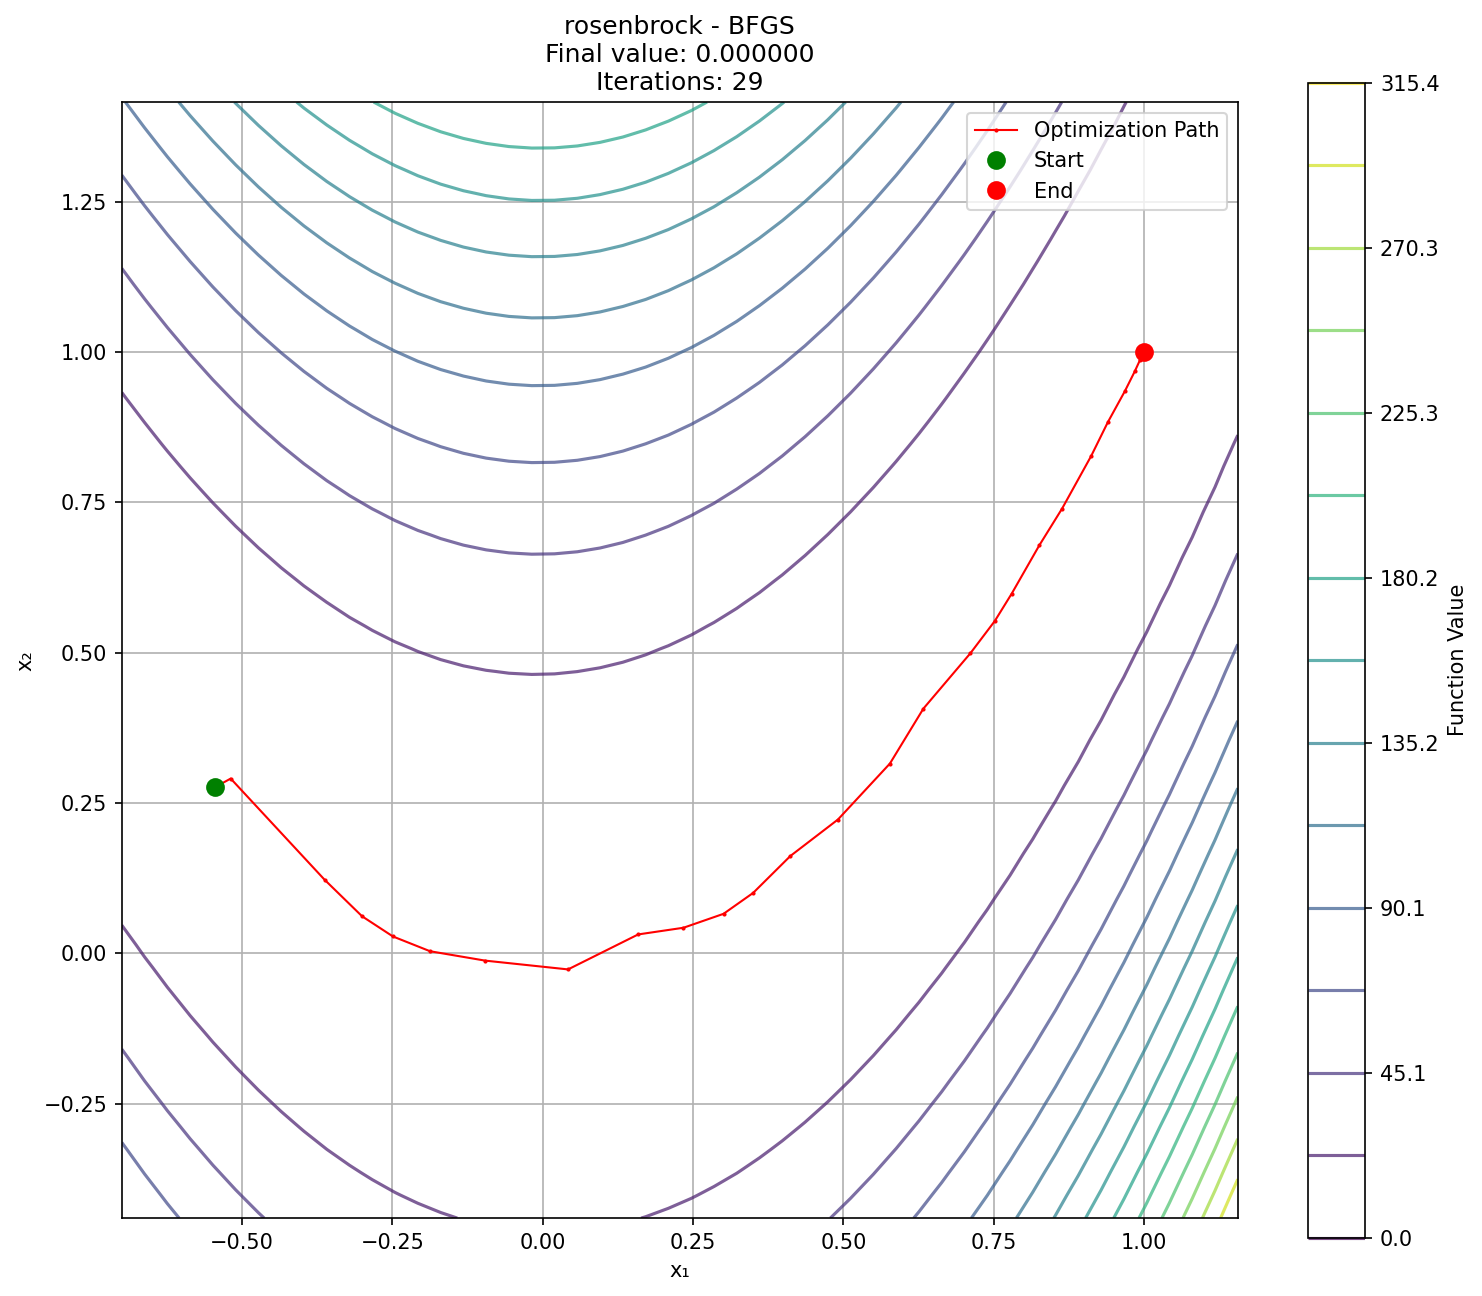 rosenbrock - BFGS
Final value: 0.000000
Iterations: 29
Optimization Path
Start
End
1.25
1.00
0.75
0.50
0.25
0.00
−0.25
x₂
−0.50
−0.25
0.00
0.25
0.50
0.75
1.00
x₁
315.4
270.3
225.3
180.2
135.2
90.1
45.1
0.0
Function Value